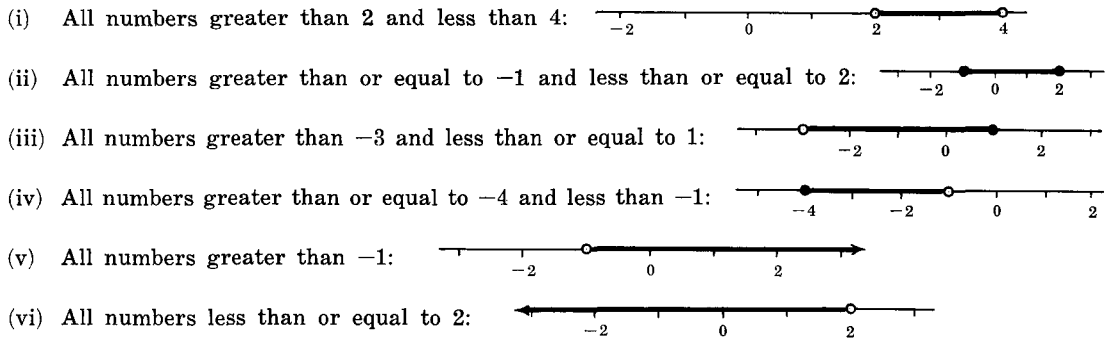 (i) All numbers greater than 2 and less than 4: −2 0 2 4
(ii) All numbers greater than or equal to −1 and less than or equal to 2: −2 0 2
(iii) All numbers greater than −3 and less than or equal to 1: −2 0 2
(iv) All numbers greater than or equal to −4 and less than −1: −4 −2 0 2
(v) All numbers greater than −1: −2 0 2
(vi) All numbers less than or equal to 2: −2 0 2